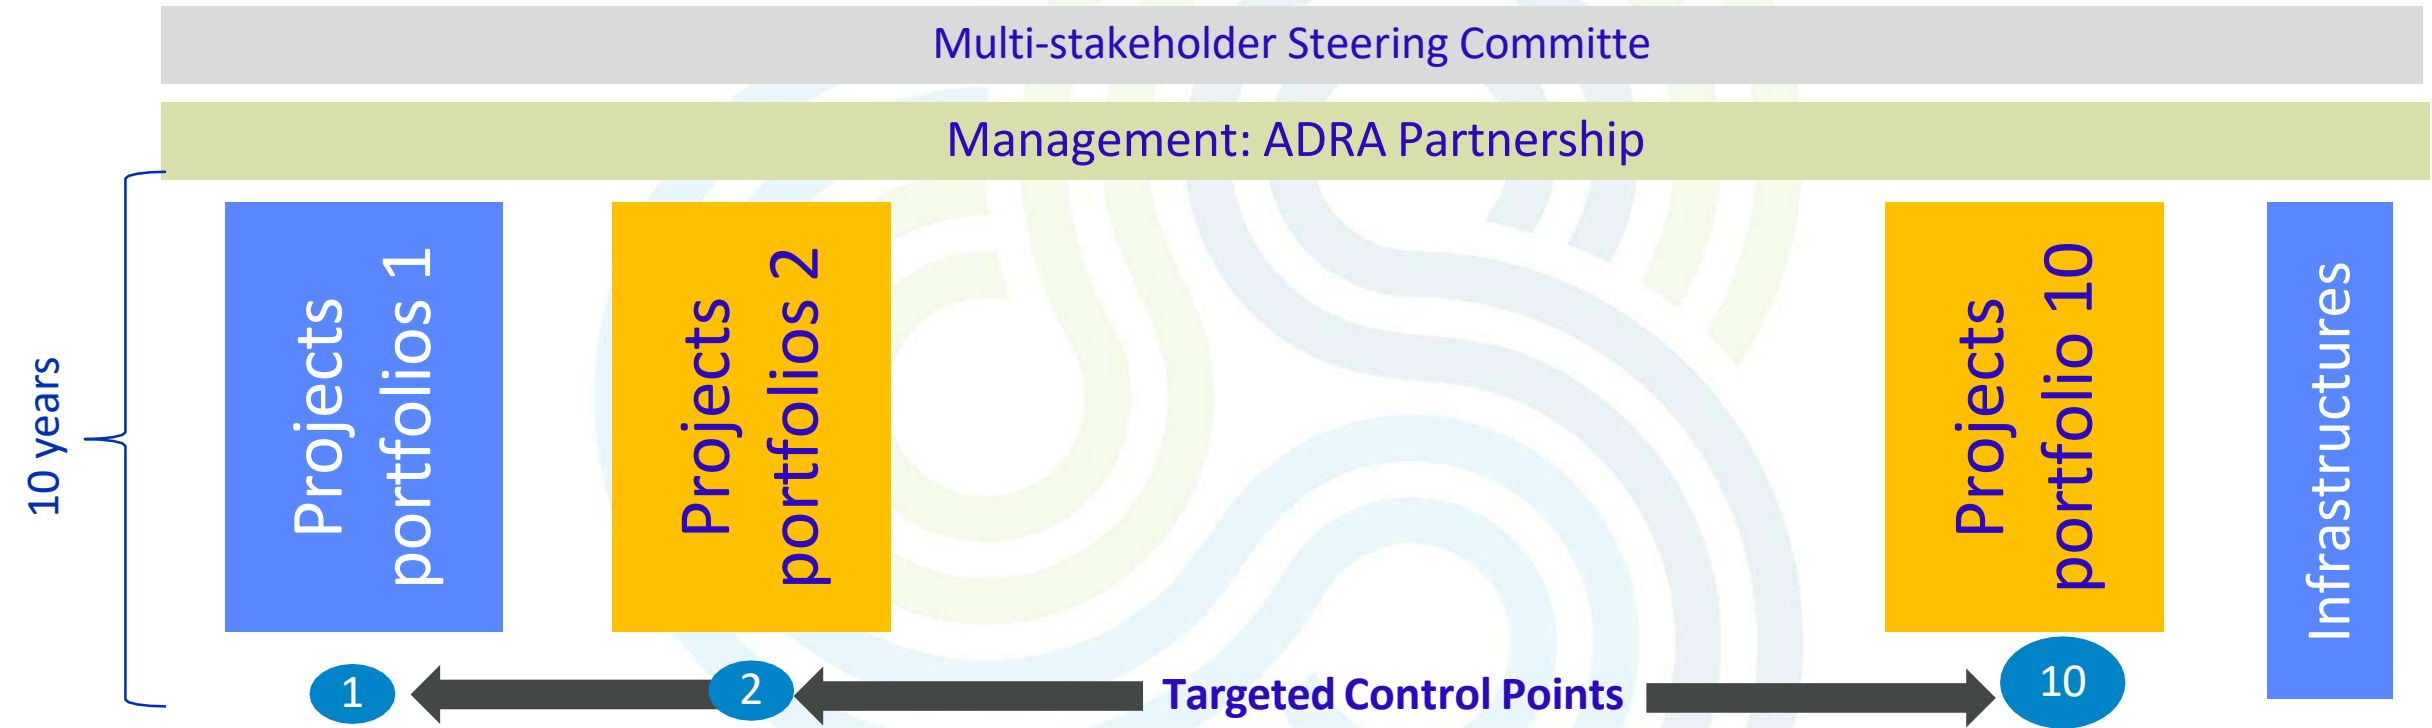 Multi-stakeholder Steering Committe
Management: ADRA Partnership
10 years
Projects
portfolios 1
Projects
portfolios 2
Projects
portfolio 10
Infrastructures
1
2
Targeted Control Points
10